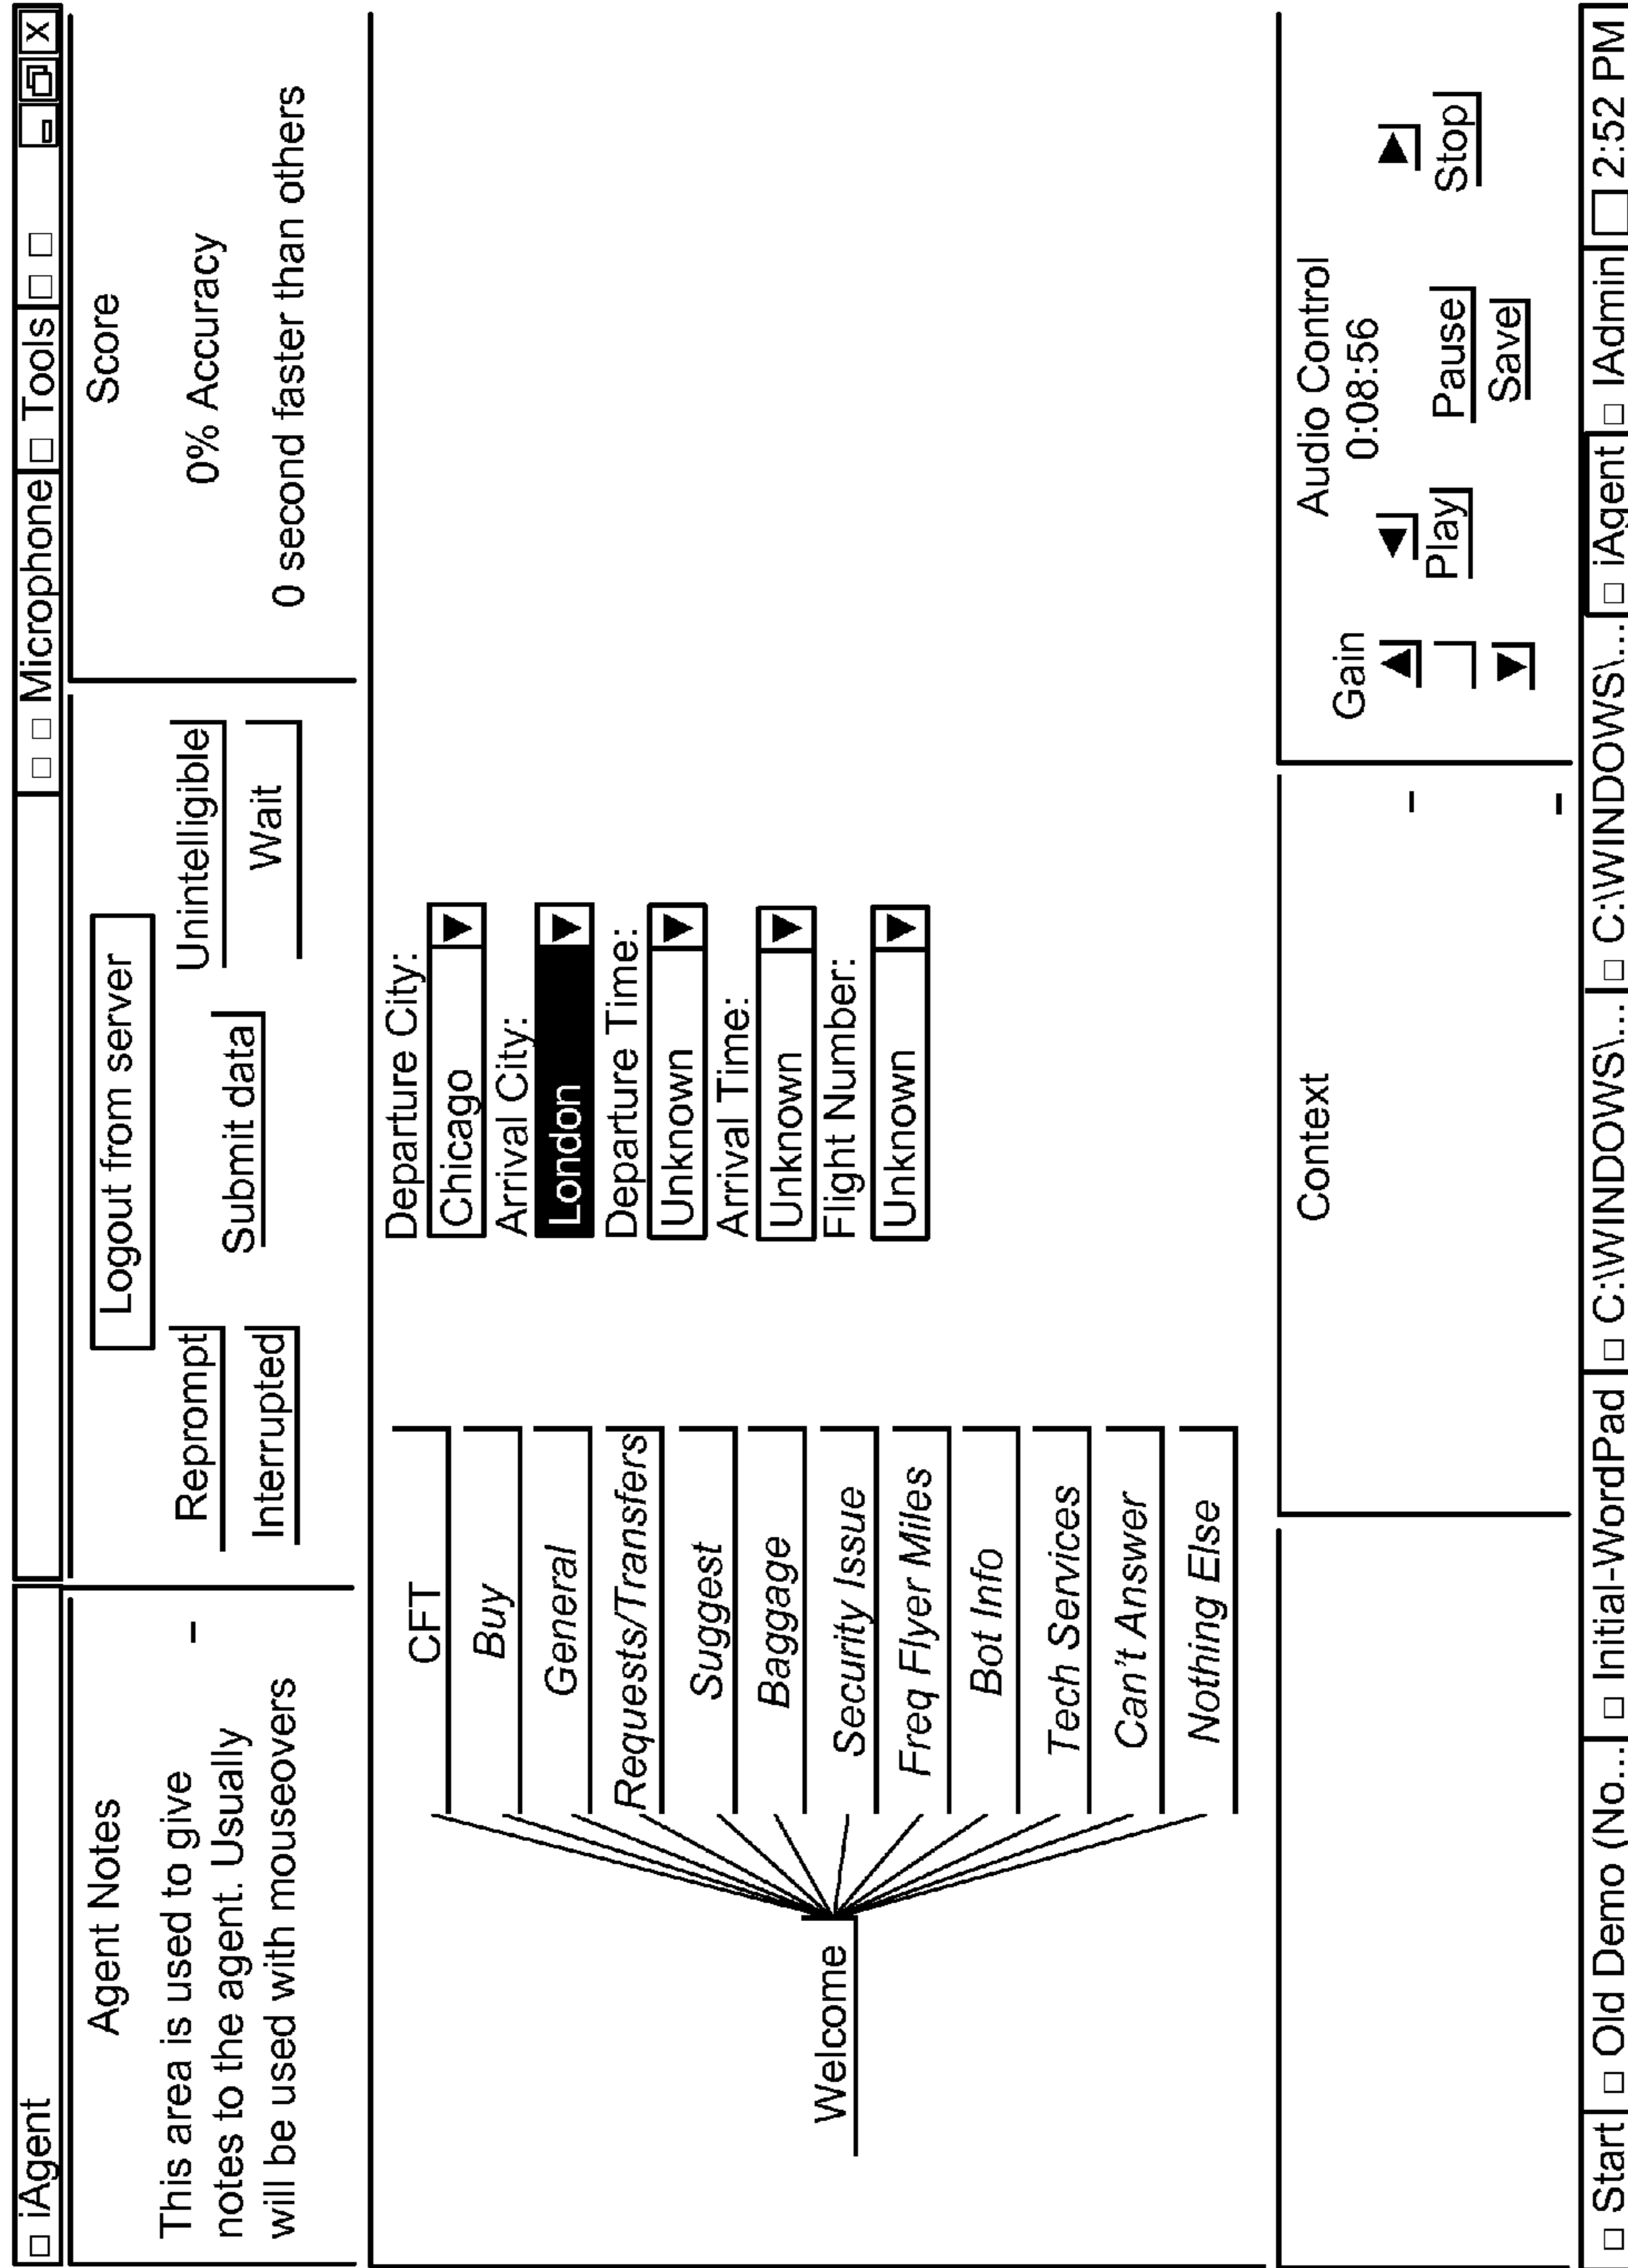 iAgent
Microphone
Tools
X
Agent Notes
This area is used to give
notes to the agent. Usually
will be used with mouseovers
Logout from server
Reprompt
Unintelligible
Submit data
Interrupted
Wait
Score
0% Accuracy
0 second faster than others
Welcome
CFT
Buy
General
Requests/Transfers
Suggest
Baggage
Security Issue
Freq Flyer Miles
Bot Info
Tech Services
Can't Answer
Nothing Else
Departure City:
Chicago
Arrival City:
London
Departure Time:
Unknown
Arrival Time:
Unknown
Flight Number:
Unknown
Context
Audio Control
0:08:56
Gain
Play
Pause
Stop
Save
Start
Old Demo (No...
Initial-WordPad
C:\WINDOWS\...
C:\WINDOWS\...
iAgent
IAdmin
2:52 PM